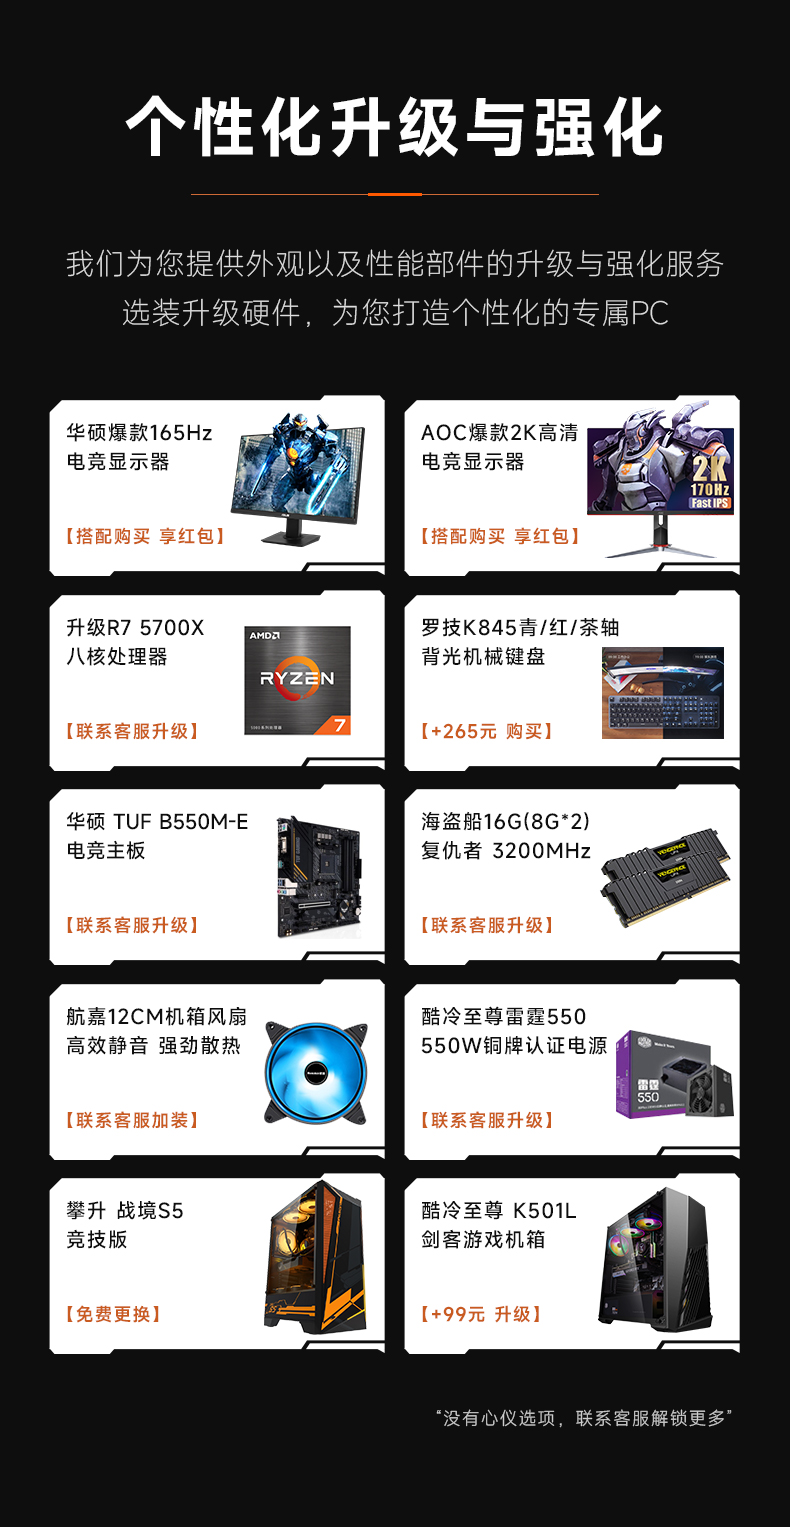 个性化升级与强化
我们为您提供外观以及性能部件的升级与强化服务
选装升级硬件，为您打造个性化的专属PC
华硕爆款165Hz
电竞显示器
【搭配购买 享红包】
AOC爆款2K高清
电竞显示器
【搭配购买 享红包】
2K
170Hz
Fast IPS
升级R7 5700X
八核处理器
【联系客服升级】
AMD
RYZEN
7
罗技K845青/红/茶轴
背光机械键盘
【+265元 购买】
华硕 TUF B550M-E
电竞主板
【联系客服升级】
海盗船16G(8G*2)
复仇者 3200MHz
【联系客服升级】
VENGEANCE
VENGEANCE
航嘉12CM机箱风扇
高效静音 强劲散热
【联系客服加装】
酷冷至尊雷霆550
550W铜牌认证电源
【联系客服升级】
雷霆
550
攀升 战境S5
竞技版
【免费更换】
酷冷至尊 K501L
剑客游戏机箱
【+99元 升级】
“没有心仪选项，联系客服解锁更多”